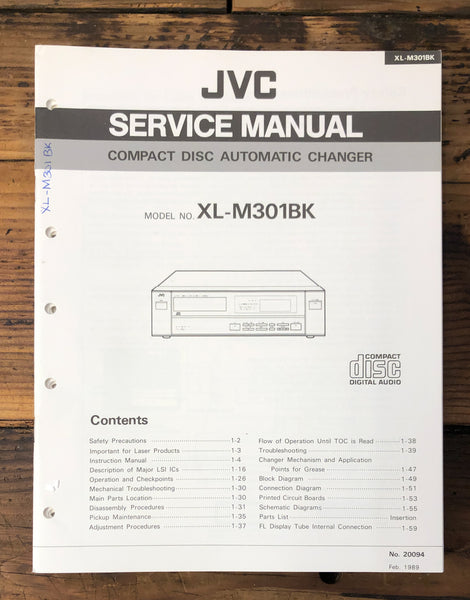 XL-M301BK
JVC
SERVICE MANUAL
COMPACT DISC AUTOMATIC CHANGER
XL-M301 BK
MODEL NO. XL-M301BK
JVC
COMPACT
disc
DIGITAL AUDIO
Contents
Safety Precautions 1-2
Important for Laser Products 1-3
Instruction Manual 1-4
Description of Major LSI ICs 1-16
Operation and Checkpoints 1-26
Mechanical Troubleshooting 1-30
Main Parts Location 1-30
Disassembly Procedures 1-31
Pickup Maintenance 1-35
Adjustment Procedures 1-37
Flow of Operation Until TOC is Read 1-38
Troubleshooting 1-39
Changer Mechanism and Application
Points for Grease 1-47
Block Diagram 1-49
Connection Diagram 1-51
Printed Circuit Boards 1-53
Schematic Diagrams 1-55
Parts List Insertion
FL Display Tube Internal Connection 1-59
No. 20094
Feb. 1989